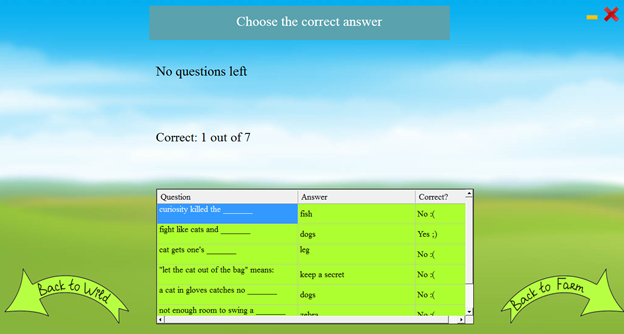 Choose the correct answer
No questions left
Correct: 1 out of 7
Question Answer Correct?
curiosity killed the _______ fish No :(
fight like cats and _______ dogs Yes ;)
cat gets one's _______ leg No :(
"let the cat out of the bag" means: keep a secret No :(
a cat in gloves catches no _______ dogs No :(
not enough room to swing a _______ zebra No :(
Back to Wild
Back to Farm